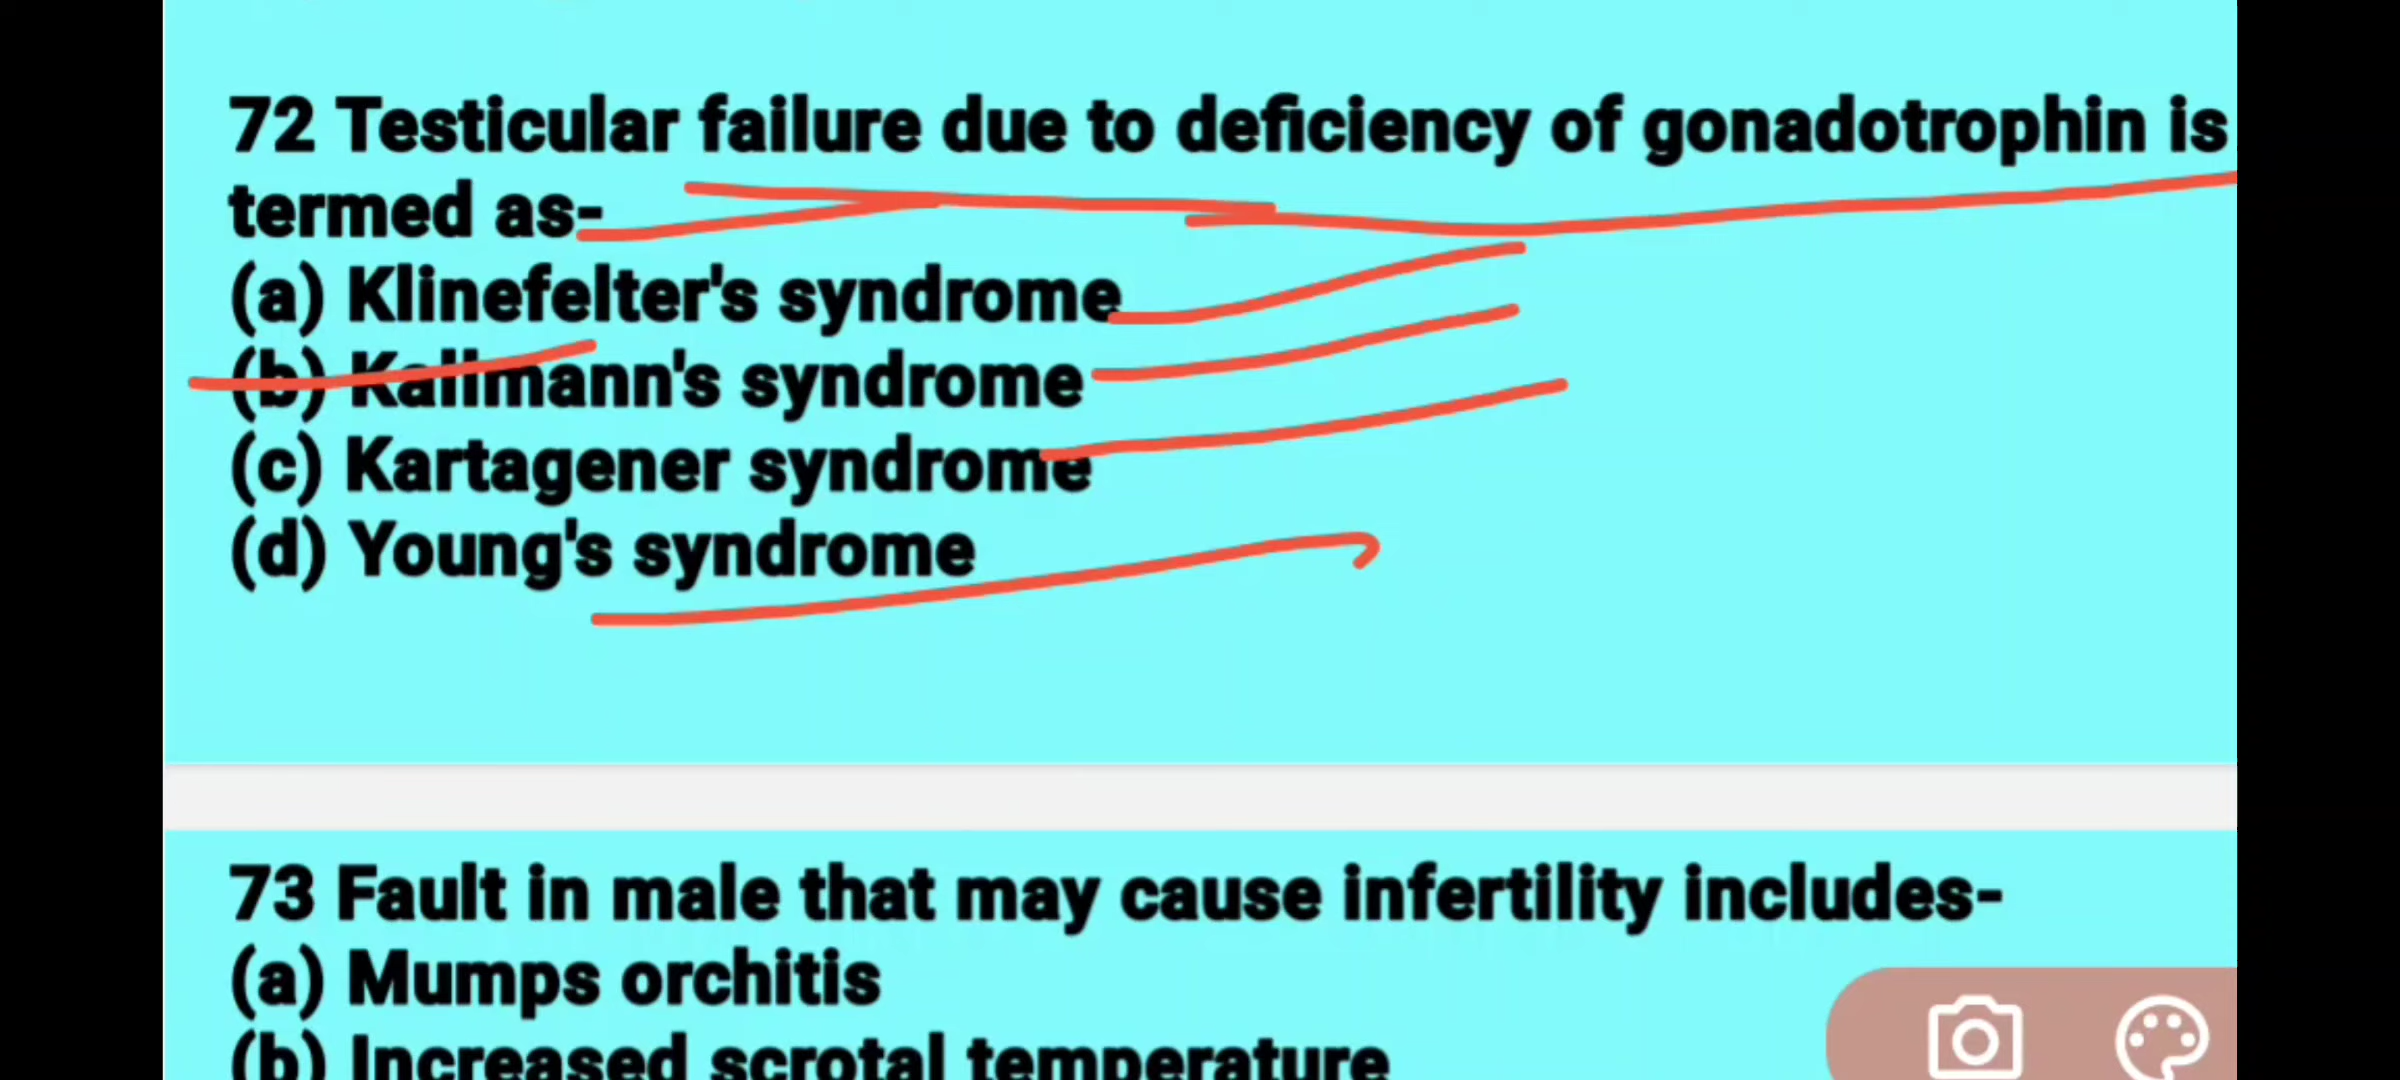 72 Testicular failure due to deficiency of gonadotrophin is
termed as-
(a) Klinefelter's syndrome
(b) Kallmann's syndrome
(c) Kartagener syndrome
(d) Young's syndrome
73 Fault in male that may cause infertility includes-
(a) Mumps orchitis
(b) Increased scrotal temperature